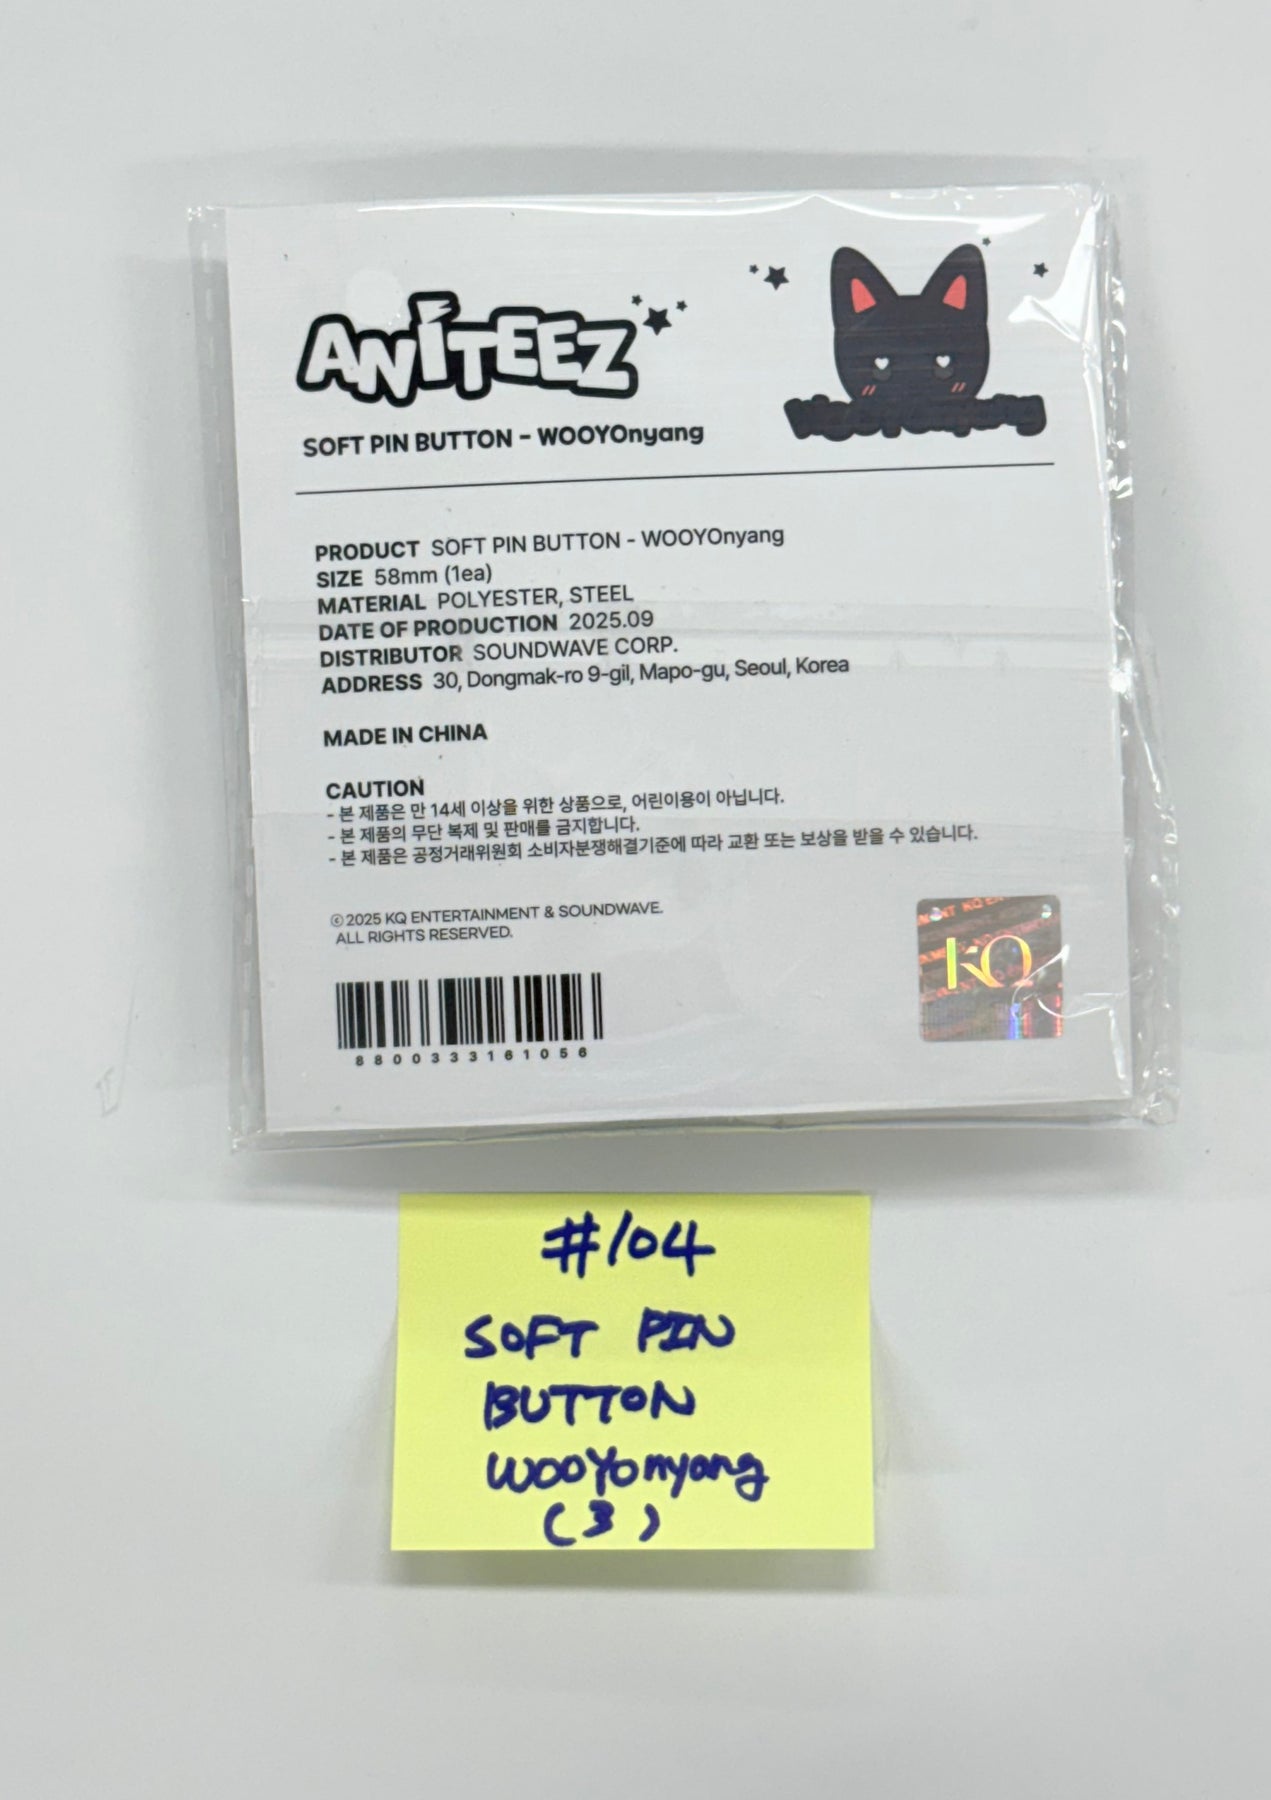 ANITEEZ
WOOYOnyang
SOFT PIN BUTTON - WOOYOnyang
PRODUCT SOFT PIN BUTTON - WOOYOnyang
SIZE 58mm (1ea)
MATERIAL POLYESTER, STEEL
DATE OF PRODUCTION 2025.09
DISTRIBUTOR SOUNDWAVE CORP.
ADDRESS 30, Dongmak-ro 9-gil, Mapo-gu, Seoul, Korea
MADE IN CHINA
CAUTION
- 본 제품은 만 14세 이상을 위한 상품으로, 어린이용이 아닙니다.
- 본 제품의 무단 복제 및 판매를 금지합니다.
- 본 제품은 공정거래위원회 소비자분쟁해결기준에 따라 교환 또는 보상을 받을 수 있습니다.
©2025 KQ ENTERTAINMENT & SOUNDWAVE.
ALL RIGHTS RESERVED.
KQ
8800333161056
#104
SOFT PIN
BUTTON
WOOYOnyang
(3)